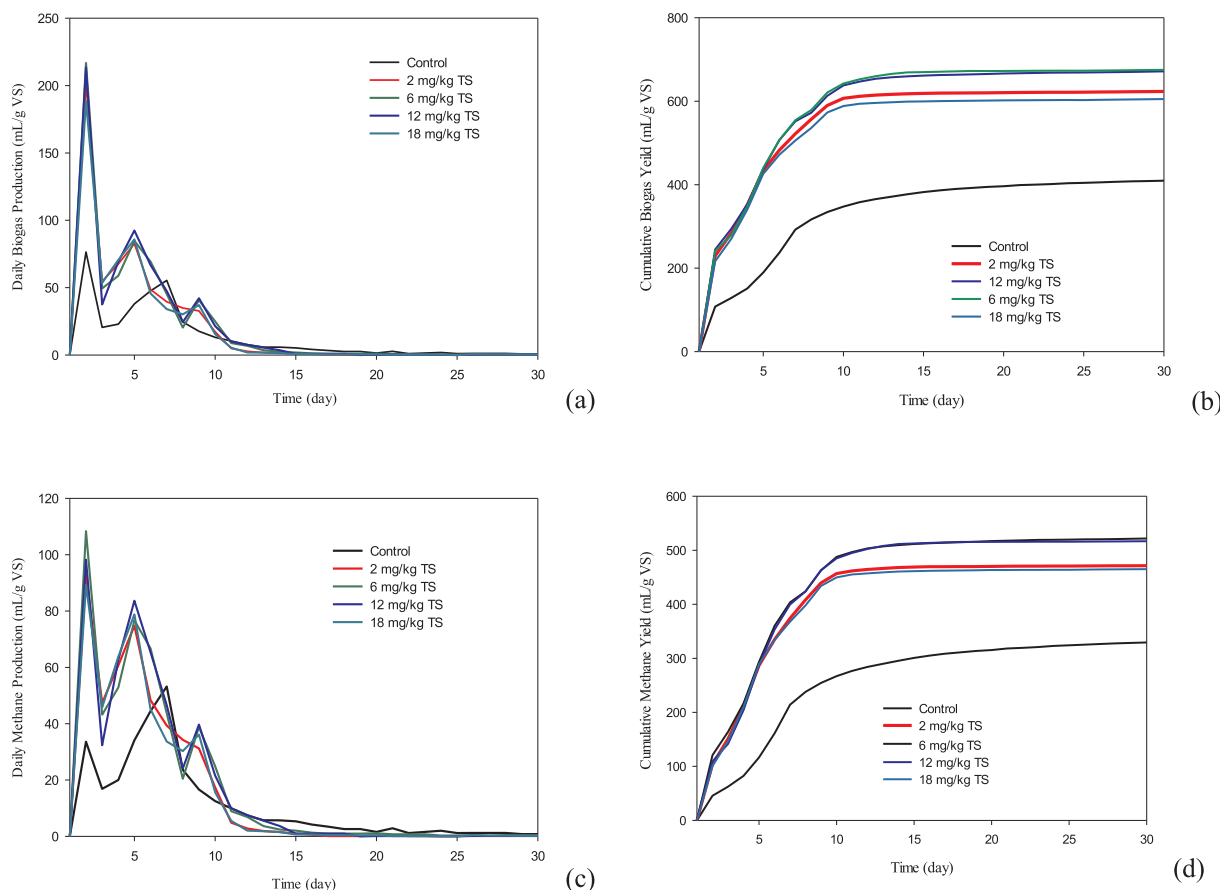 Daily Biogas Production (mL/g VS)
250
200
150
100
50
0
5
10
15
20
25
30
Time (day)
Control
2 mg/kg TS
6 mg/kg TS
12 mg/kg TS
18 mg/kg TS
(a)
Cumulative Biogas Yeild (mL/g VS)
800
600
400
200
0
5
10
15
20
25
30
Time (day)
Control
2 mg/kg TS
12 mg/kg TS
6 mg/kg TS
18 mg/kg TS
(b)
Daily Methane Production (mL/g VS)
120
100
80
60
40
20
0
5
10
15
20
25
30
Time (day)
Control
2 mg/kg TS
6 mg/kg TS
12 mg/kg TS
18 mg/kg TS
(c)
Cumulative Methane Yield (mL/g VS)
600
500
400
300
200
100
0
5
10
15
20
25
30
Time (day)
Control
2 mg/kg TS
6 mg/kg TS
12 mg/kg TS
18 mg/kg TS
(d)